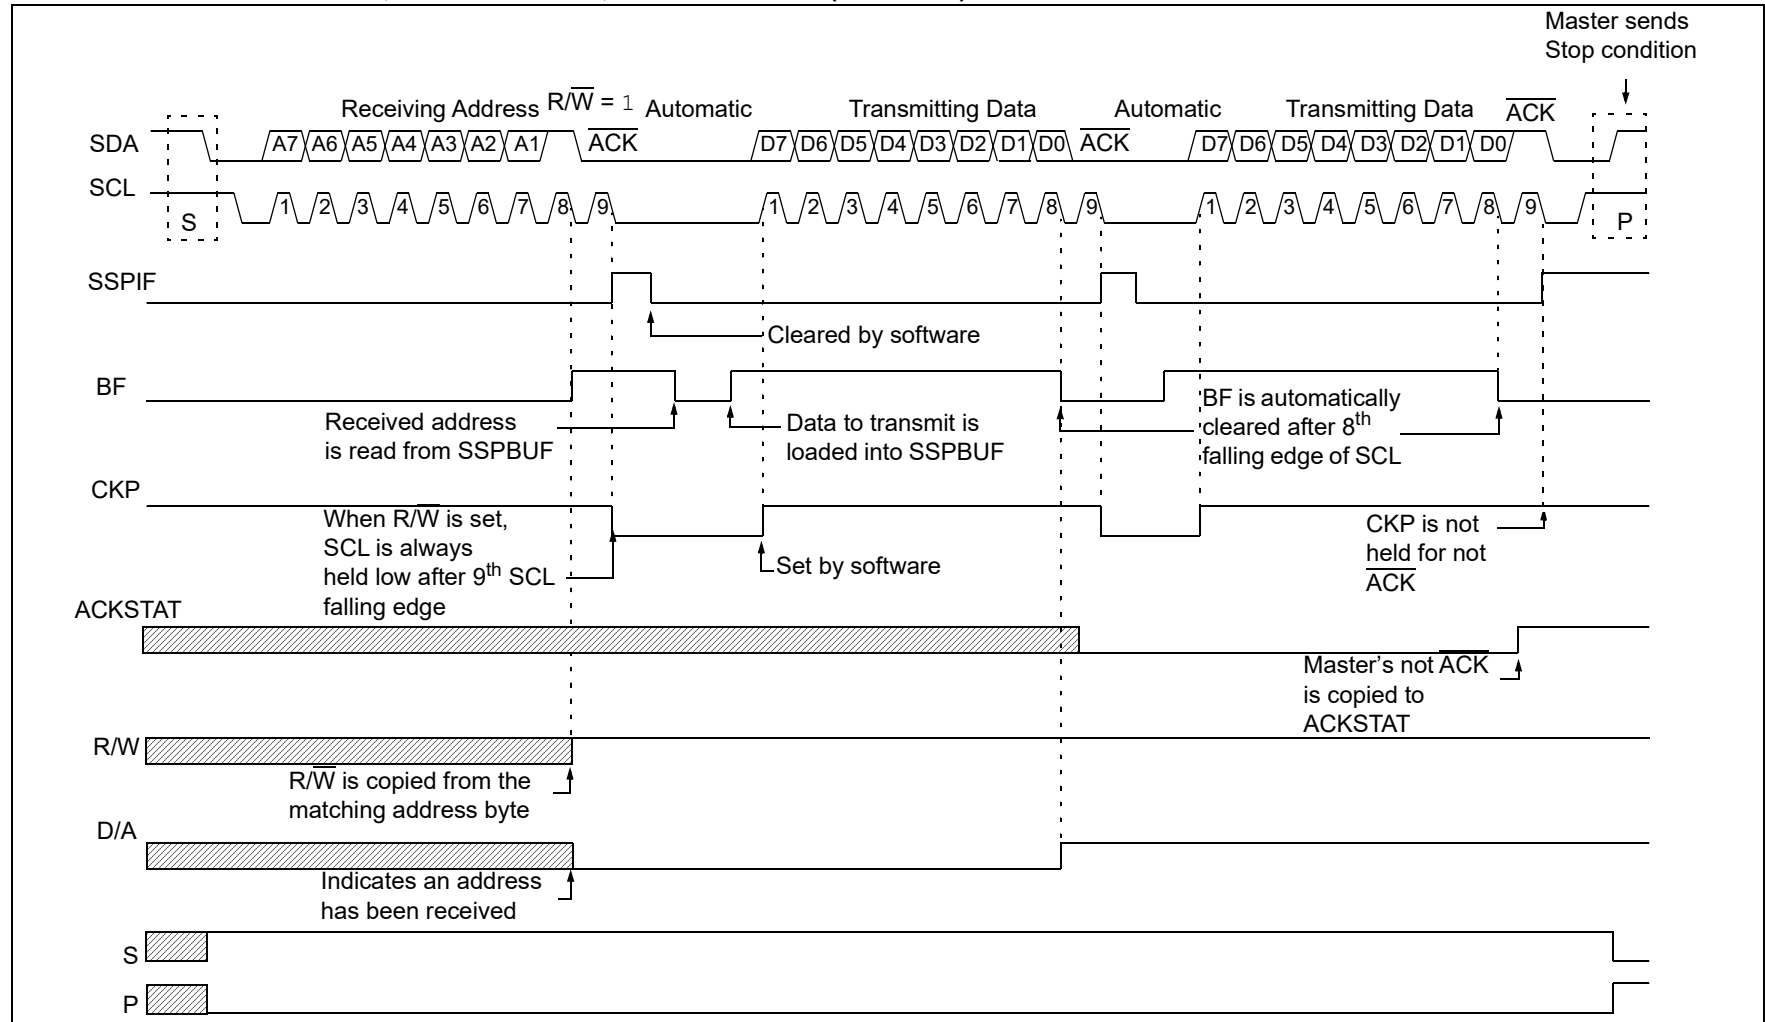 Master sends
Stop condition
Receiving Address R/W = 1 Automatic Transmitting Data Automatic Transmitting Data ACK
SDA A7 A6 A5 A4 A3 A2 A1 ACK D7 D6 D5 D4 D3 D2 D1 D0 ACK D7 D6 D5 D4 D3 D2 D1 D0
SCL 1 2 3 4 5 6 7 8 9 1 2 3 4 5 6 7 8 9 1 2 3 4 5 6 7 8 9
S P
SSPIF
Cleared by software
BF
Received address
is read from SSPBUF
Data to transmit is
loaded into SSPBUF
BF is automatically
cleared after 8th
falling edge of SCL
CKP
When R/W is set,
SCL is always
held low after 9th SCL
falling edge
Set by software
CKP is not
held for not
ACK
ACKSTAT
Master's not ACK
is copied to
ACKSTAT
R/W
R/W is copied from the
matching address byte
D/A
Indicates an address
has been received
S
P